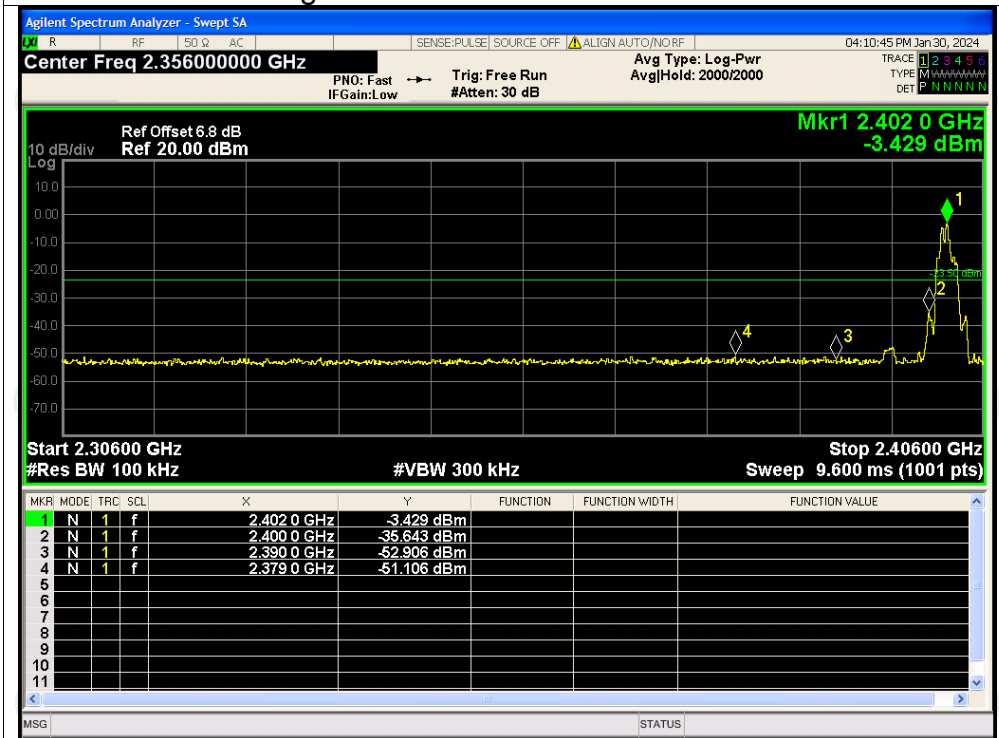 Agilent Spectrum Analyzer - Swept SA
LXI R RF 50 Ω AC SENSE:PULSE SOURCE OFF ALIGN AUTO/NO RF 04:10:45 PM Jan 30, 2024
Center Freq 2.356000000 GHz Avg Type: Log-Pwr TRACE 1 2 3 4 5 6
PNO: Fast Trig: Free Run Avg|Hold: 2000/2000 TYPE M
IFGain:Low #Atten: 30 dB DET P N N N N N
Mkr1 2.402 0 GHz
Ref Offset 6.8 dB
10 dB/div Ref 20.00 dBm -3.429 dBm
Log
10.0
1
0.00
-10.0
-20.0
-23.50 dBm
2
-30.0
-40.0
4
3
-50.0
-60.0
-70.0
Start 2.30600 GHz Stop 2.40600 GHz
#Res BW 100 kHz #VBW 300 kHz Sweep 9.600 ms (1001 pts)
MKR MODE TRC SCL X Y FUNCTION FUNCTION WIDTH FUNCTION VALUE
1 N 1 f 2.402 0 GHz -3.429 dBm
2 N 1 f 2.400 0 GHz -35.643 dBm
3 N 1 f 2.390 0 GHz -52.906 dBm
4 N 1 f 2.379 0 GHz -51.106 dBm
5
6
7
8
9
10
11
MSG STATUS